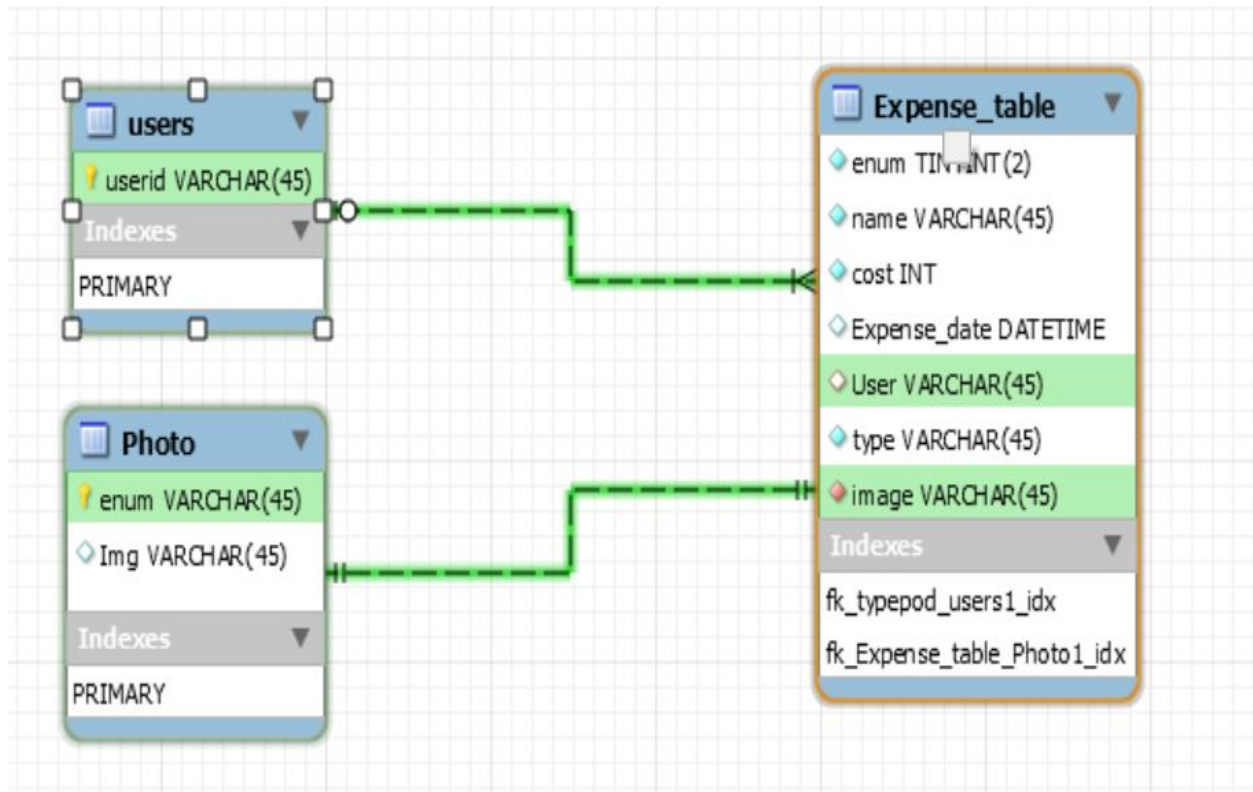 users
userid VARCHAR(45)
Indexes
PRIMARY
Photo
enum VARCHAR(45)
Img VARCHAR(45)
Indexes
PRIMARY
Expense_table
enum TINYINT(2)
name VARCHAR(45)
cost INT
Expense_date DATETIME
User VARCHAR(45)
type VARCHAR(45)
image VARCHAR(45)
Indexes
fk_typepod_users1_idx
fk_Expense_table_Photo1_idx